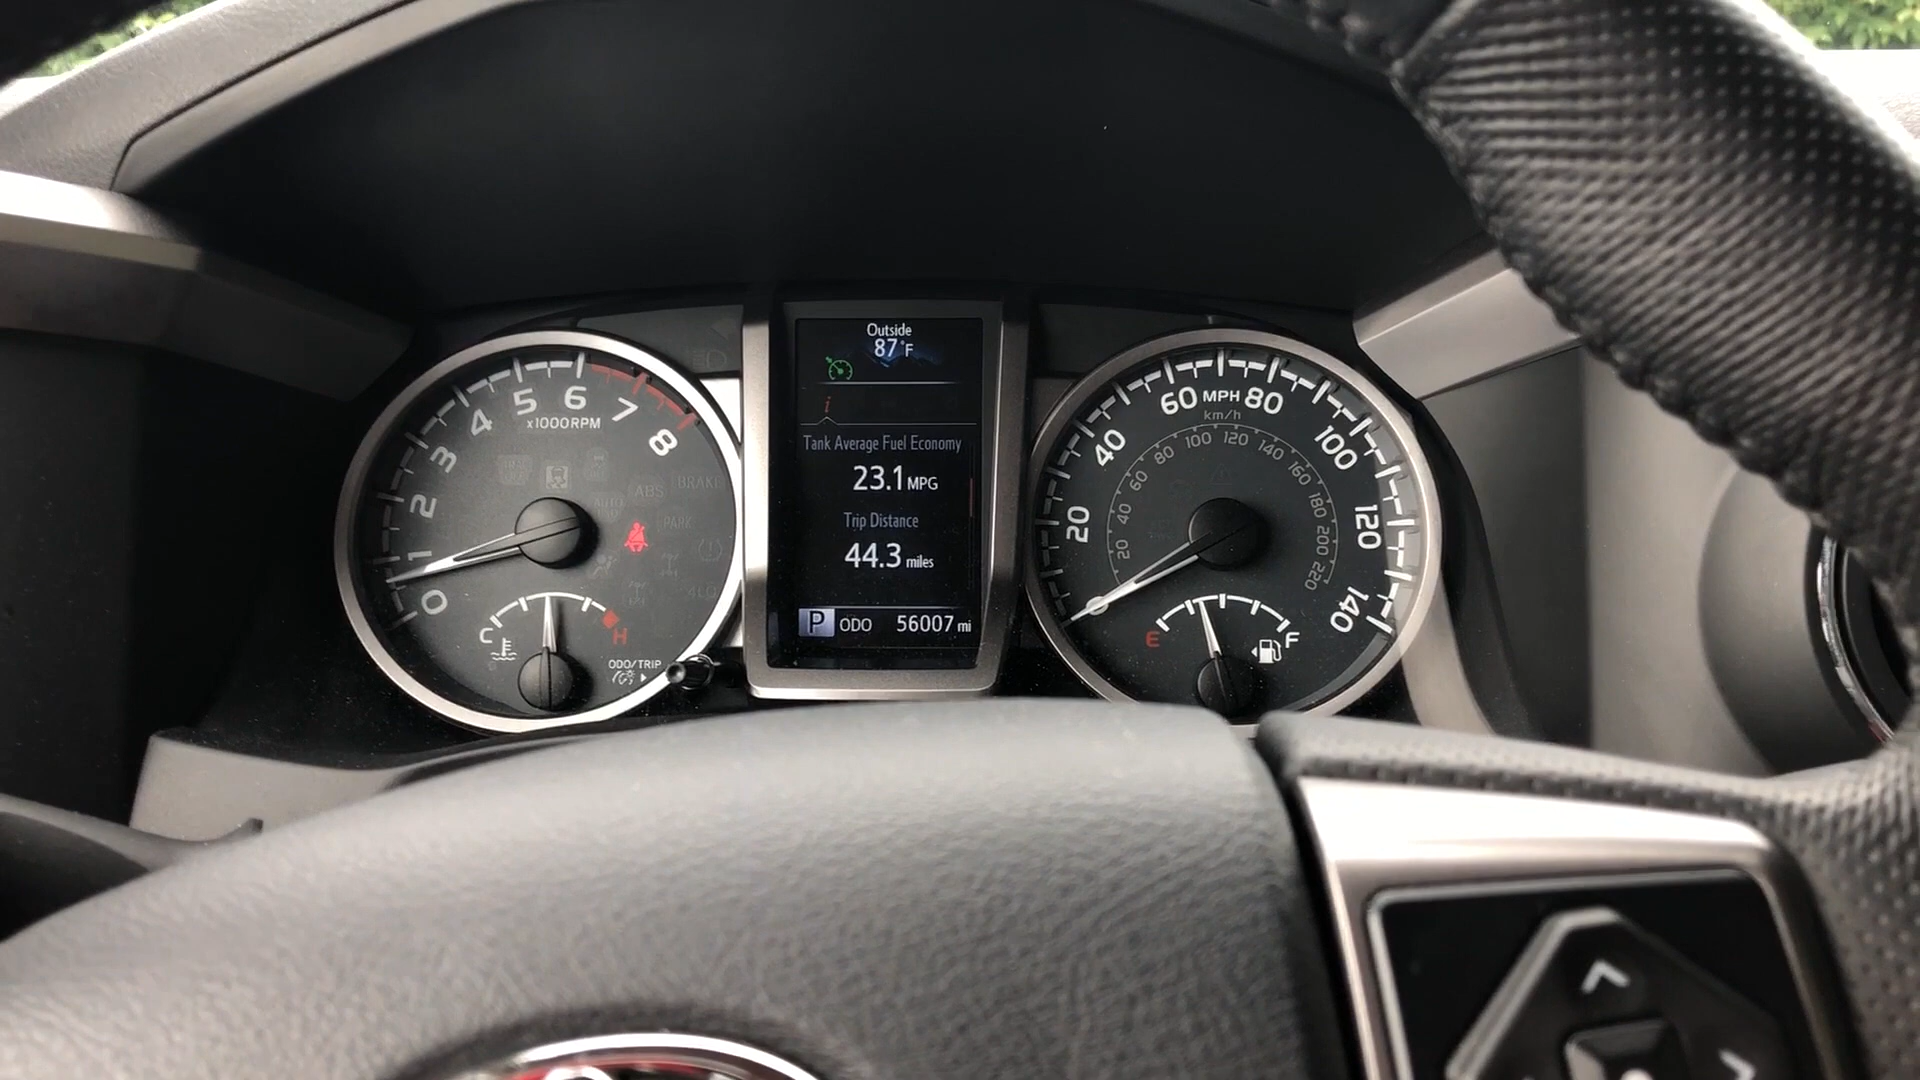 0
1
2
3
4
5
6
7
8
x1000RPM
ABS
BRAKE
PARK
C
H
ODO/TRIP
Outside
87°F
i
Tank Average Fuel Economy
23.1 MPG
Trip Distance
44.3 miles
P ODO 56007 mi
20
40
60 MPH 80
100
120
140
km/h
20
40
60
80
100
120
140
160
180
200
220
E
F